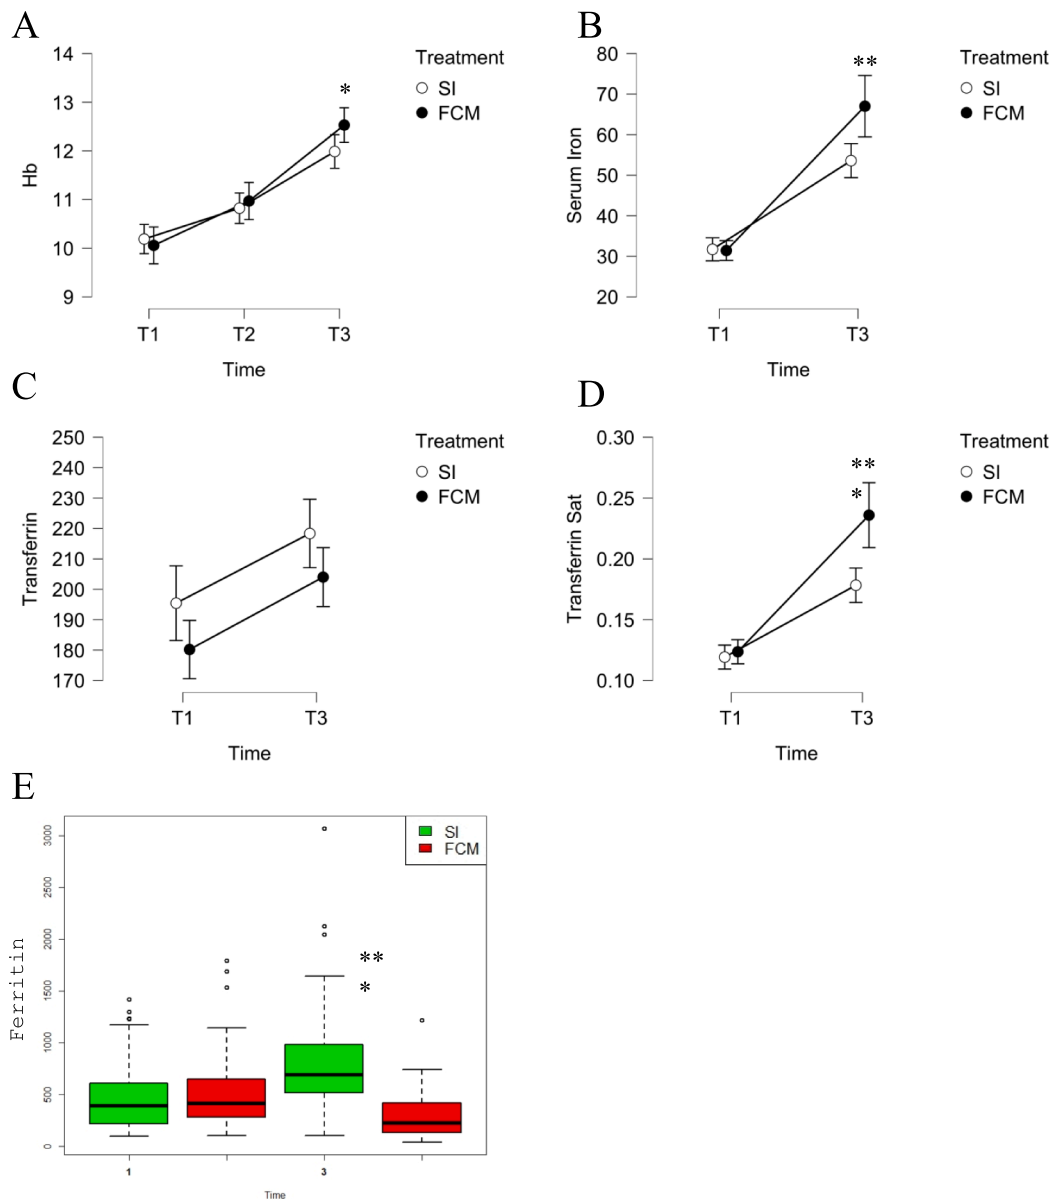 A
14
13
12
11
10
9
Hb
*
T1 T2 T3
Time
Treatment
SI
FCM
B
80
70
60
50
40
30
20
Serum Iron
**
T1 T3
Time
Treatment
SI
FCM
C
250
240
230
220
210
200
190
180
170
Transferrin
T1 T3
Time
Treatment
SI
FCM
D
0.30
0.25
0.20
0.15
0.10
Transferrin Sat
**
*
T1 T3
Time
Treatment
SI
FCM
E
3000
2500
2000
1500
1000
500
0
Ferritin
SI
FCM
**
*
1 3
Time